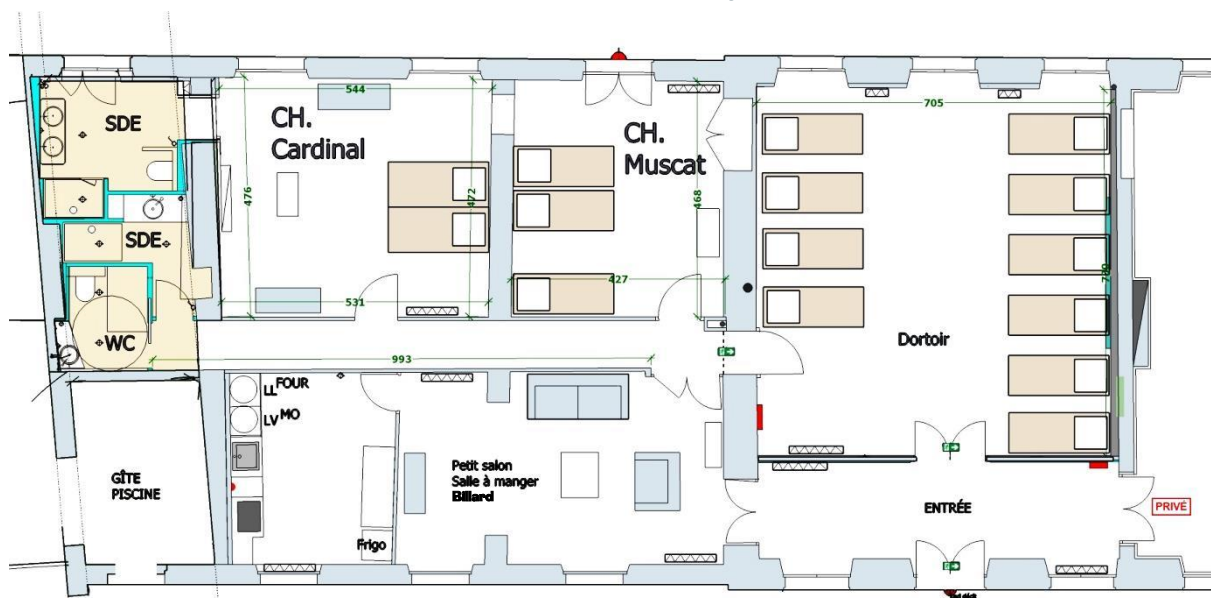 SDE
544
CH.
Cardinal
476
472
531
CH.
Muscat
468
427
705
780
Dortoir
SDE
WC
993
LL FOUR
LV MO
Frigo
Petit salon
Salle à manger
Billard
GÎTE
PISCINE
ENTRÉE
PRIVÉ